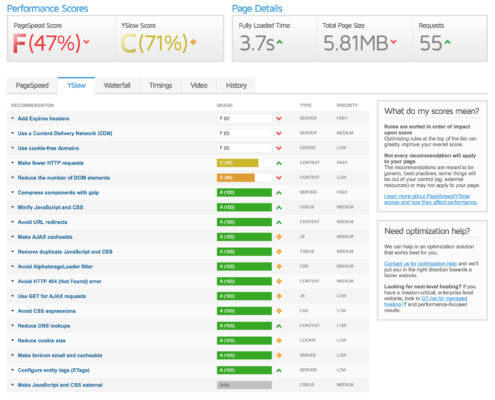 Performance Scores
Page Details
PageSpeed Score
YSlow Score
Fully Loaded Time
Total Page Size
Requests
F(47%)
C(71%)
3.7s
5.81MB
55
PageSpeed
YSlow
Waterfall
Timings
Video
History
RECOMMENDATION GRADE TYPE PRIORITY
Add Expires headers F (0) SERVER HIGH
Use a Content Delivery Network (CDN) F (0) SERVER MEDIUM
Use cookie-free domains F (0) COOKIE LOW
Make fewer HTTP requests C (76) CONTENT HIGH
Reduce the number of DOM elements CONTENT LOW
Compress components with gzip A (100) SERVER HIGH
Minify JavaScript and CSS A (100) CSS/JS MEDIUM
Avoid URL redirects A (100) CONTENT MEDIUM
Make AJAX cacheable A (100) JS MEDIUM
Remove duplicate JavaScript and CSS A (100) CSS/JS MEDIUM
Avoid AlphaImageLoader filter A (100) CSS MEDIUM
Avoid HTTP 404 (Not Found) error A (100) CONTENT MEDIUM
Use GET for AJAX requests A (100) JS LOW
Avoid CSS expressions A (100) CSS LOW
Reduce DNS lookups A (100) CONTENT LOW
Reduce cookie size A (100) COOKIE LOW
Make favicon small and cacheable A (100) IMAGES LOW
Configure entity tags (ETags) A (100) SERVER LOW
Make JavaScript and CSS external (n/a) CSS/JS MEDIUM
What do my scores mean?
Rules are sorted in order of impact
upon score
Optimizing rules at the top of the list can
greatly improve your overall score.
Not every recommendation will apply
to your page
The recommendations are meant to be
generic, best practices; some things will
be out of your control (eg. external
resources) or may not apply to your page.
Learn more about PageSpeed/YSlow
scores and how they affect performance.
Need optimization help?
We can help in an optimization solution
that works best for you.
Contact us for optimization help and we'll
put you in the right direction towards a
faster website.
Looking for next-level hosting? If you
have a mission-critical, enterprise level
website, look to GT.net for managed
hosting and performance-focused
results.